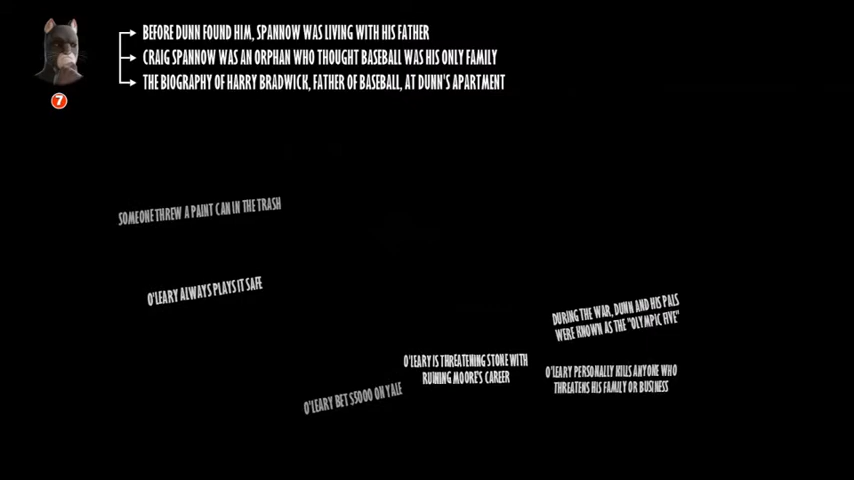 BEFORE DUNN FOUND HIM, SPANNOW WAS LIVING WITH HIS FATHER
CRAIG SPANNOW WAS AN ORPHAN WHO THOUGHT BASEBALL WAS HIS ONLY FAMILY
THE BIOGRAPHY OF HARRY BRADWICK, FATHER OF BASEBALL, AT DUNN'S APARTMENT
7
SOMEONE THREW A PAINT CAN IN THE TRASH
O'LEARY ALWAYS PLAYS IT SAFE
DURING THE WAR, DUNN AND HIS PALS
WERE KNOWN AS THE "OLYMPIC FIVE"
O'LEARY IS THREATENING STONE WITH
RUINING MOORE'S CAREER
O'LEARY PERSONALLY KILLS ANYONE WHO
THREATENS HIS FAMILY OR BUSINESS
O'LEARY BET $5000 ON YALE